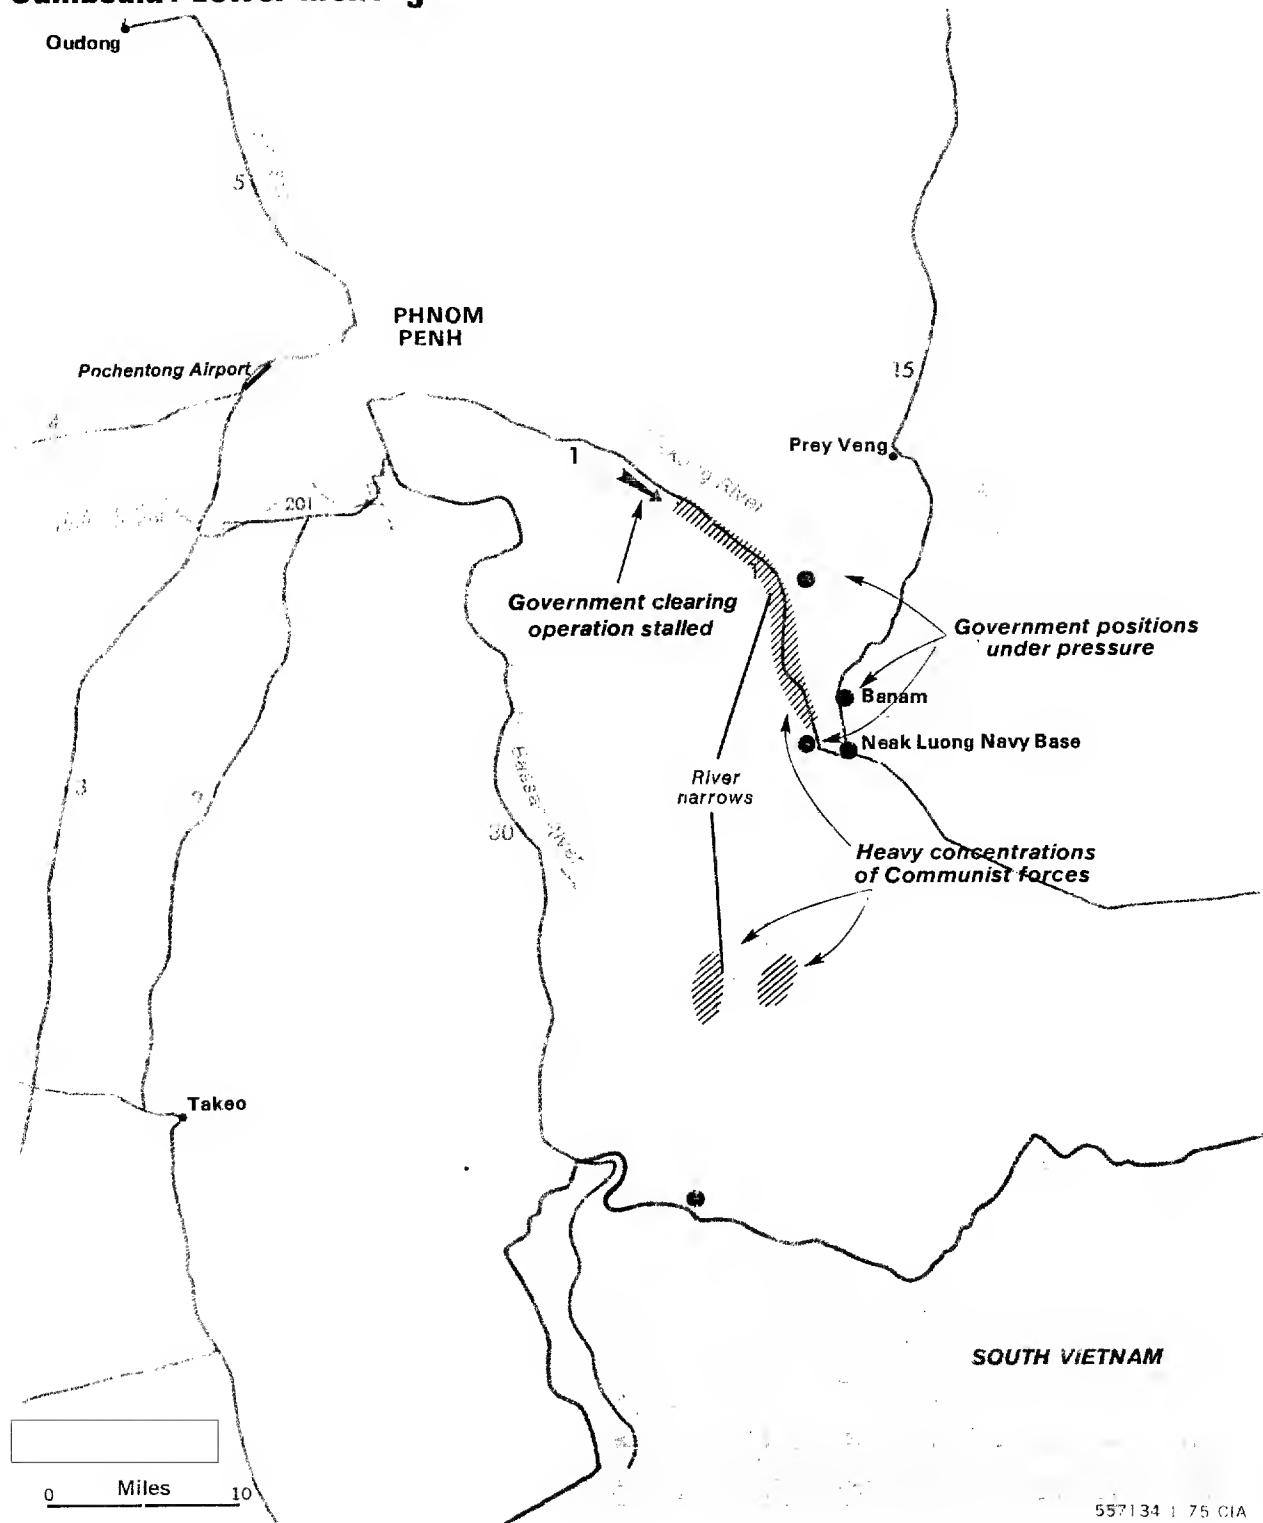 Oudong
5
PHNOM
PENH
Pochentong Airport
4
15
Prey Veng
1
River
201
Government clearing
operation stalled
Government positions
under pressure
Banam
Neak Luong Navy Base
3
River
narrows
River
30
Heavy concentrations
of Communist forces
Takeo
SOUTH VIETNAM
Miles
0 10
557134 1 75 CIA